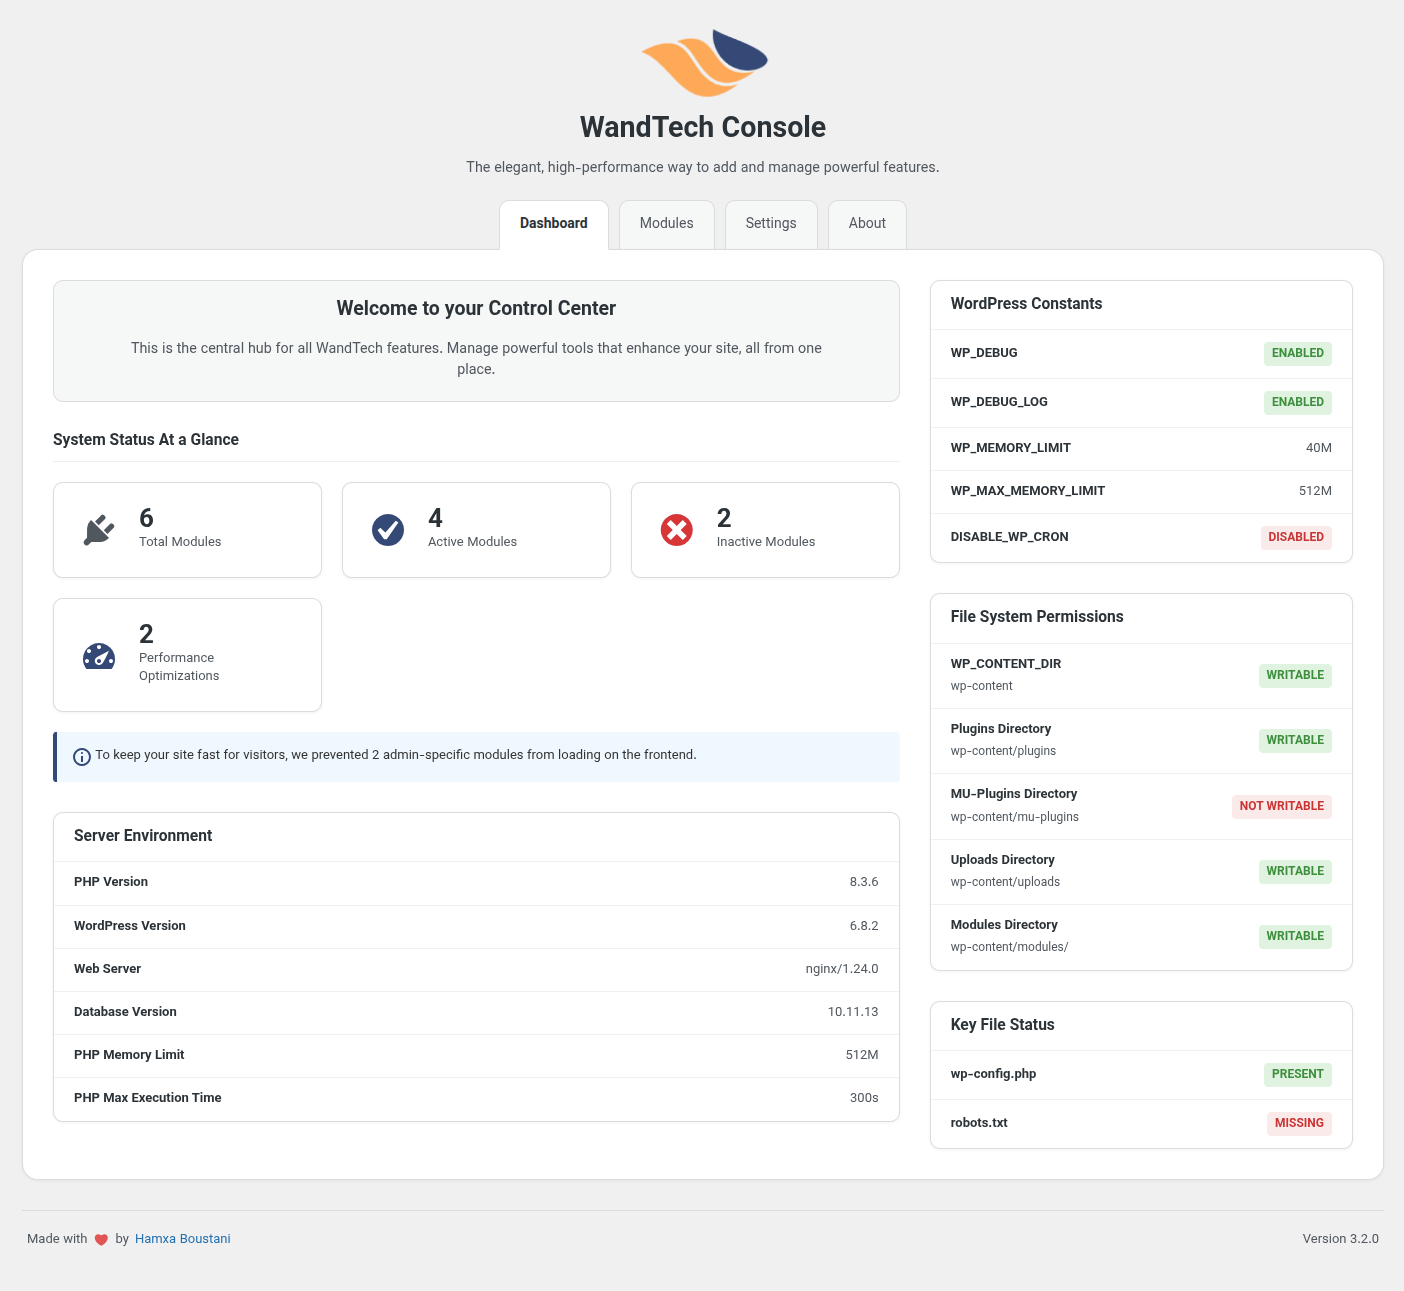 WandTech Console
The elegant, high-performance way to add and manage powerful features.
Dashboard
Modules
Settings
About
Welcome to your Control Center
This is the central hub for all WandTech features. Manage powerful tools that enhance your site, all from one
place.
System Status At a Glance
6
Total Modules
4
Active Modules
2
Inactive Modules
2
Performance
Optimizations
To keep your site fast for visitors, we prevented 2 admin-specific modules from loading on the frontend.
Server Environment
PHP Version 8.3.6
WordPress Version 6.8.2
Web Server nginx/1.24.0
Database Version 10.11.13
PHP Memory Limit 512M
PHP Max Execution Time 300s
WordPress Constants
WP_DEBUG ENABLED
WP_DEBUG_LOG ENABLED
WP_MEMORY_LIMIT 40M
WP_MAX_MEMORY_LIMIT 512M
DISABLE_WP_CRON DISABLED
File System Permissions
WP_CONTENT_DIR
wp-content
WRITABLE
Plugins Directory
wp-content/plugins
WRITABLE
MU-Plugins Directory
wp-content/mu-plugins
NOT WRITABLE
Uploads Directory
wp-content/uploads
WRITABLE
Modules Directory
wp-content/modules/
WRITABLE
Key File Status
wp-config.php PRESENT
robots.txt MISSING
Made with ❤ by Hamxa Boustani
Version 3.2.0